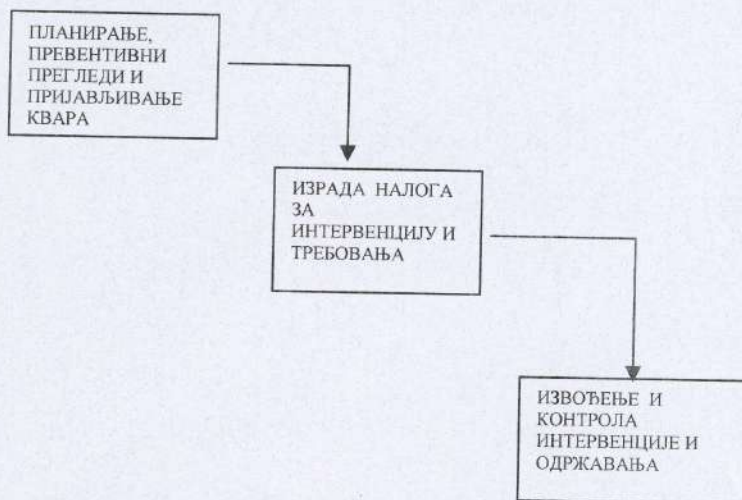 ПЛАНИРАЊЕ,
ПРЕВЕНТИВНИ
ПРЕГЛЕДИ И
ПРИЈАВЉИВАЊЕ
КВАРА
ИЗРАДА НАЛОГА
ЗА
ИНТЕРВЕНЦИЈУ И
ТРЕБОВАЊА
ИЗВОЂЕЊЕ И
КОНТРОЛА
ИНТЕРВЕНЦИЈЕ И
ОДРЖАВАЊА